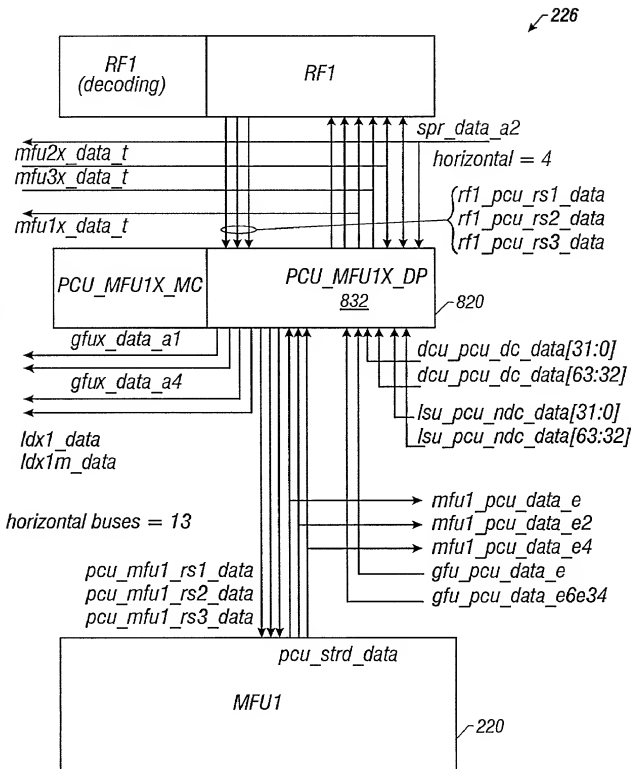 226
RF1
(decoding)
RF1
spr_data_a2
mfu2x_data_t
horizontal = 4
mfu3x_data_t
rf1_pcu_rs1_data
mfu1x_data_t
rf1_pcu_rs2_data
rf1_pcu_rs3_data
PCU_MFU1X_MC
PCU_MFU1X_DP
832
820
gfux_data_a1
dcu_pcu_dc_data[31:0]
dcu_pcu_dc_data[63:32]
gfux_data_a4
lsu_pcu_ndc_data[31:0]
lsu_pcu_ndc_data[63:32]
ldx1_data
ldx1m_data
mfu1_pcu_data_e
horizontal buses = 13
mfu1_pcu_data_e2
mfu1_pcu_data_e4
pcu_mfu1_rs1_data
gfu_pcu_data_e
pcu_mfu1_rs2_data
gfu_pcu_data_e6e34
pcu_mfu1_rs3_data
pcu_strd_data
MFU1
220